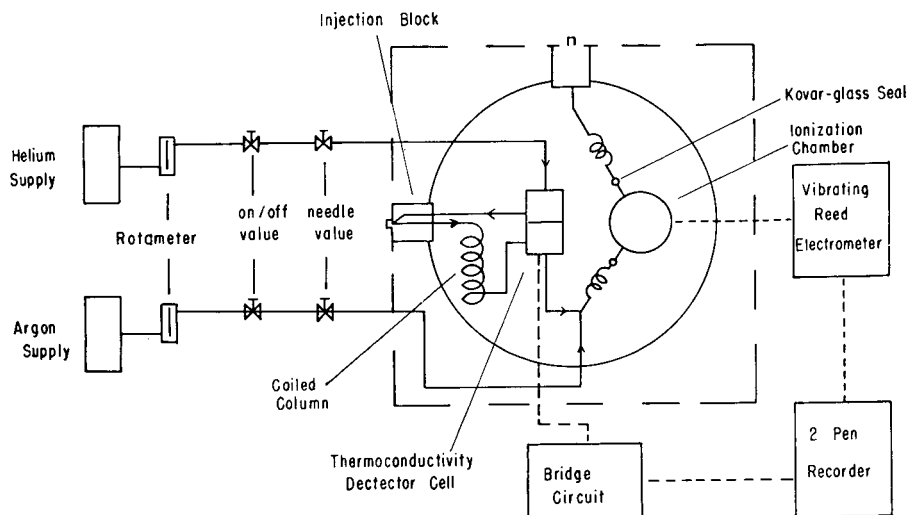 Injection Block
n
Kovar-glass Seal
Ionization
Chamber
Helium
Supply
Rotameter
on/off
value
needle
value
Vibrating
Reed
Electrometer
Argon
Supply
Coiled
Column
Thermoconductivity
Dectector Cell
Bridge
Circuit
2 Pen
Recorder